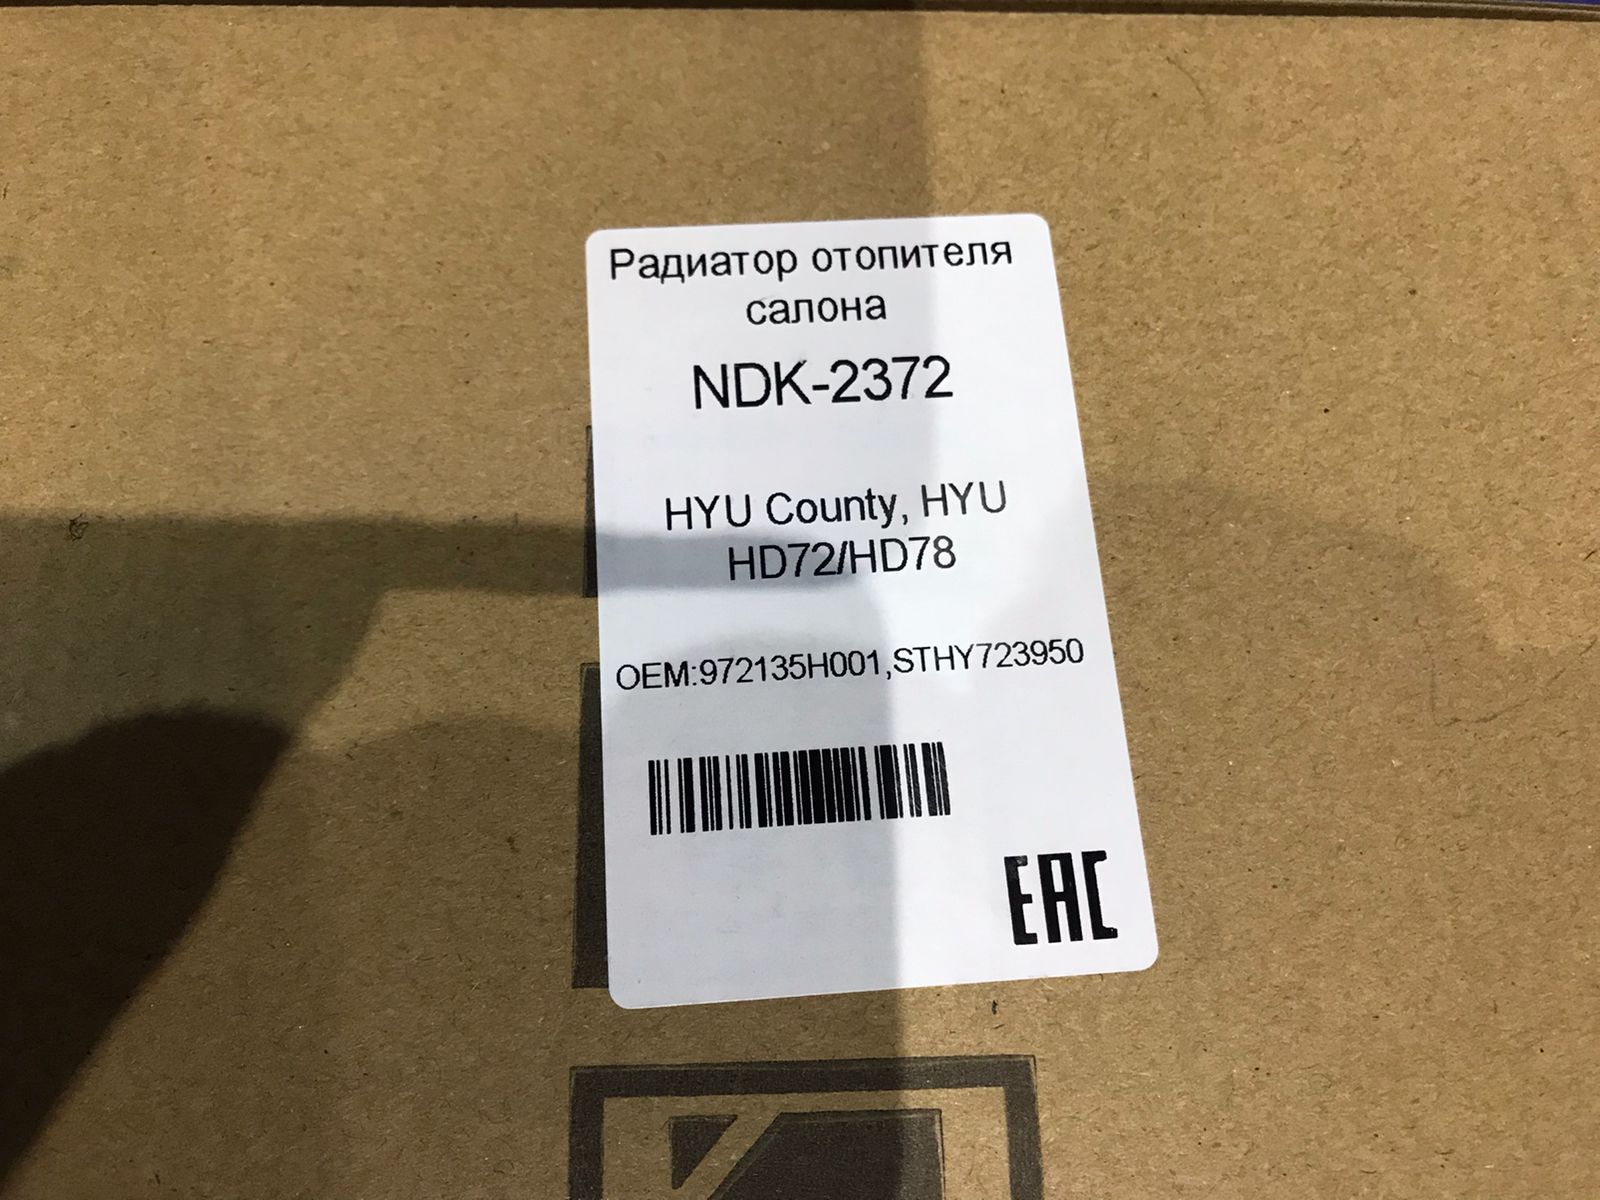 Радиатор отопителя
салона
NDK-2372
HYU County, HYU
HD72/HD78
OEM:972135H001,STHY723950
EAC